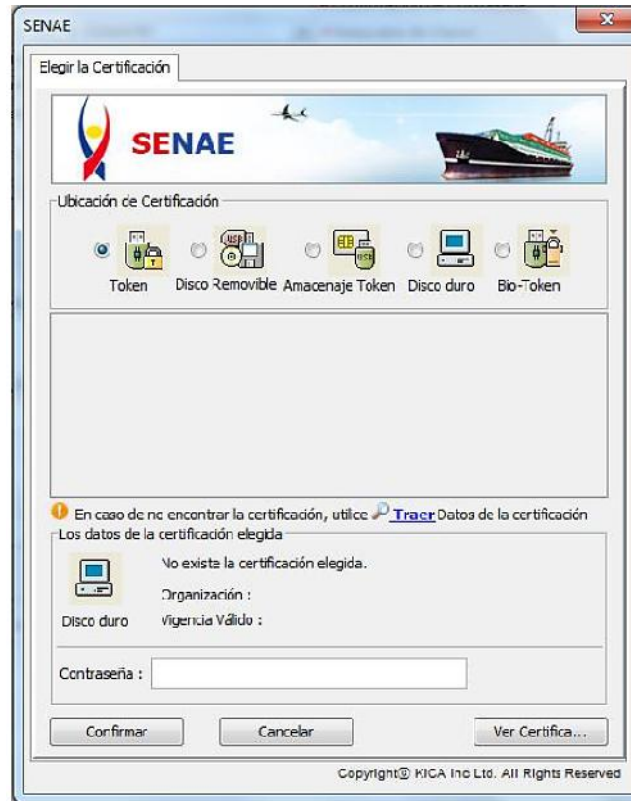 SENAE
Elegir la Certificación
SENAE
Ubicación de Certificación
Token
Disco Removible
Amacenaje Token
Disco duro
Bio-Token
En caso de no encontrar la certificación, utilice Traer Datos de la certificación
Los datos de la certificación elegida
No existe la certificación elegida.
Organización :
Disco duro
Vigencia Válido :
Contraseña :
Confirmar
Cancelar
Ver Certifica...
Copyright© KICA Inc Ltd. All Rights Reserved